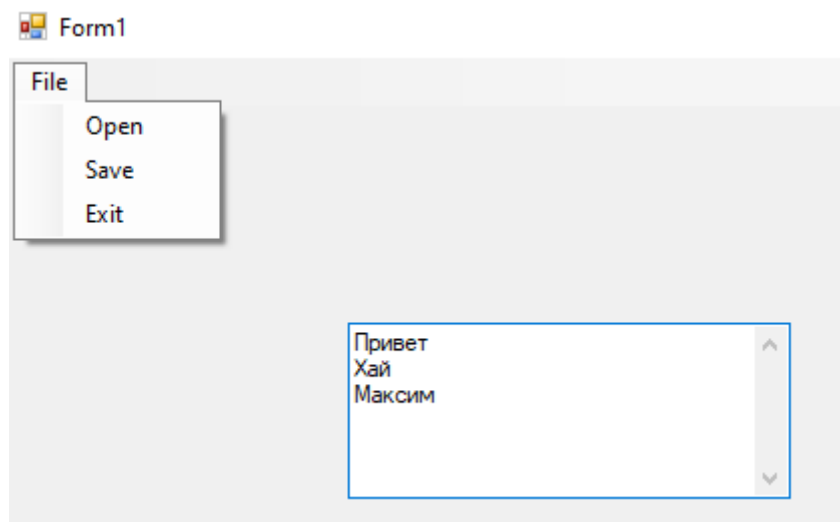 Form1
File
Open
Save
Exit
Привет
Хай
Максим